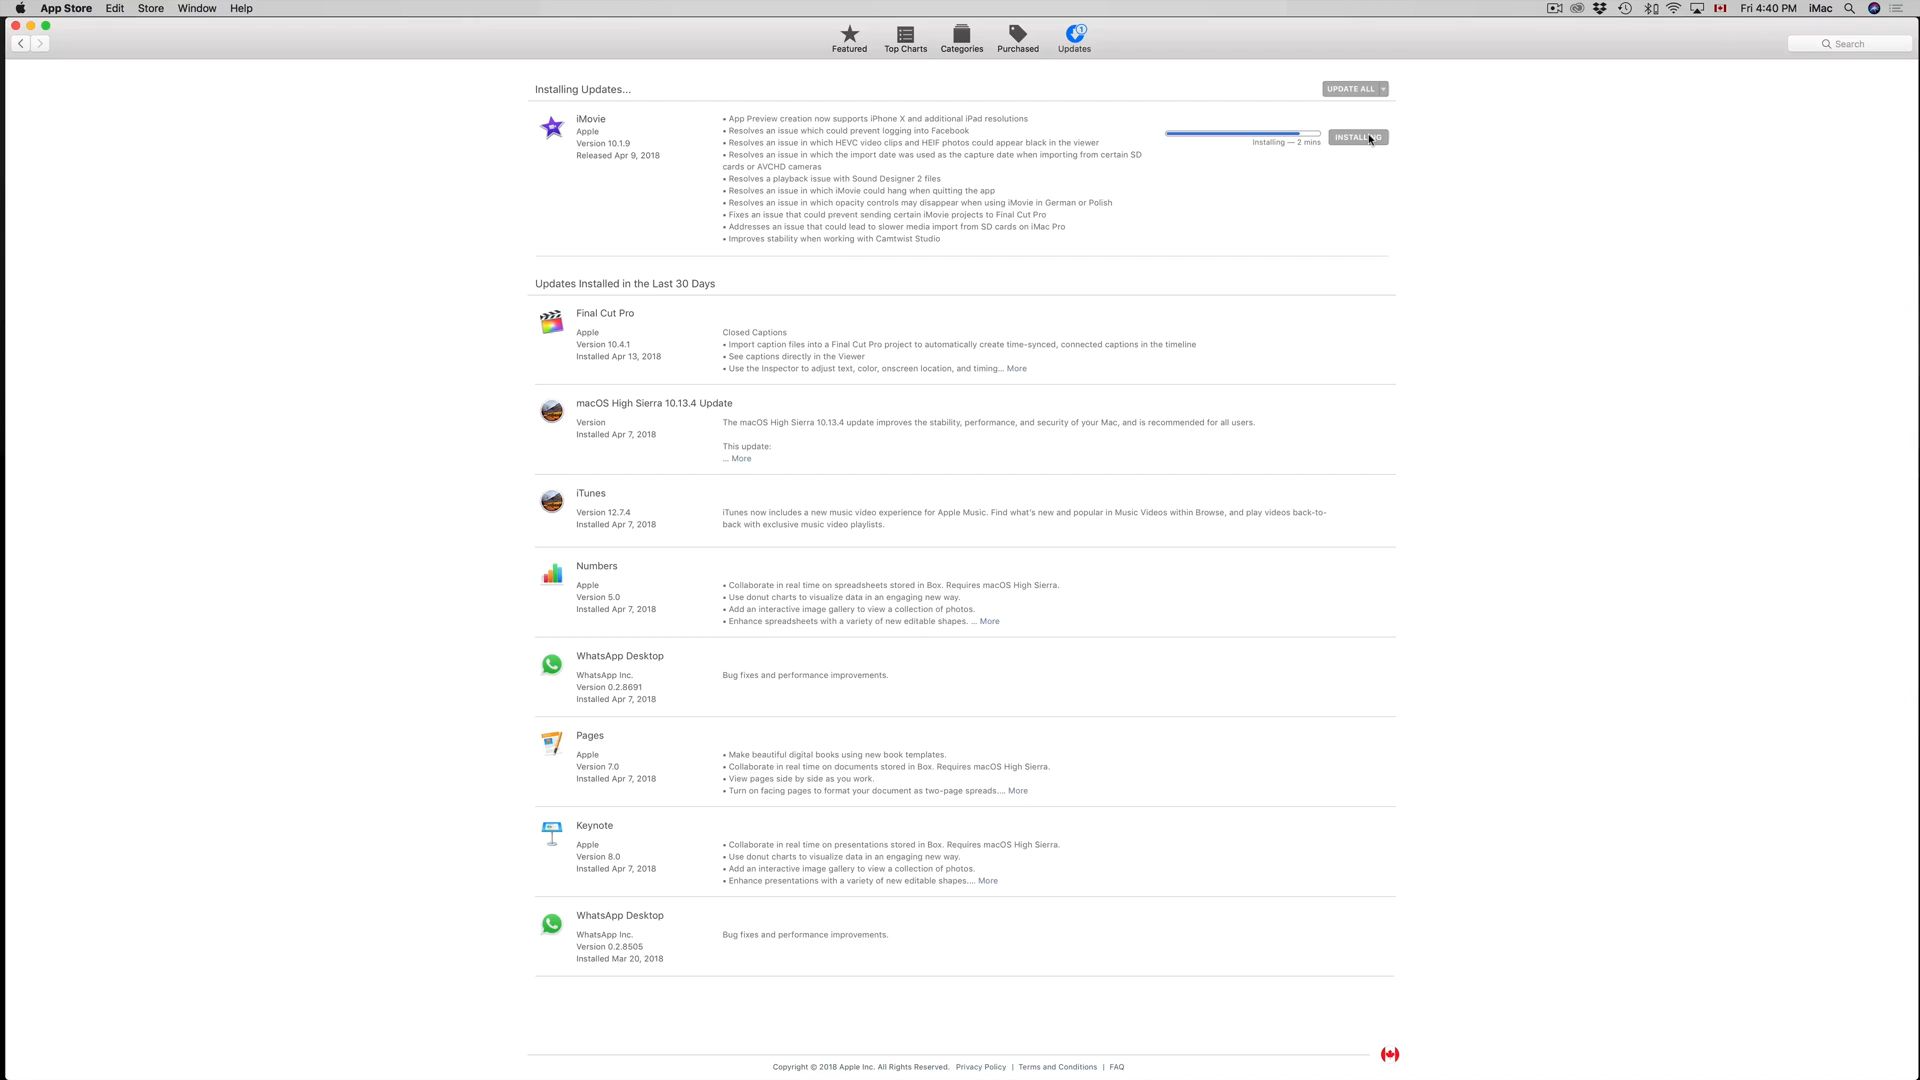 App Store Edit Store Window Help Fri 4:40 PM iMac
Featured Top Charts Categories Purchased Updates 1
Search
Installing Updates... UPDATE ALL
iMovie
Apple
Version 10.1.9
Released Apr 9, 2018
• App Preview creation now supports iPhone X and additional iPad resolutions
• Resolves an issue which could prevent logging into Facebook
• Resolves an issue in which HEVC video clips and HEIF photos could appear black in the viewer
• Resolves an issue in which the import date was used as the capture date when importing from certain SD
cards or AVCHD cameras
• Resolves a playback issue with Sound Designer 2 files
• Resolves an issue in which iMovie could hang when quitting the app
• Resolves an issue in which opacity controls may disappear when using iMovie in German or Polish
• Fixes an issue that could prevent sending certain iMovie projects to Final Cut Pro
• Addresses an issue that could lead to slower media import from SD cards on iMac Pro
• Improves stability when working with Camtwist Studio
Installing — 2 mins
INSTALLING
Updates Installed in the Last 30 Days
Final Cut Pro
Apple
Version 10.4.1
Installed Apr 13, 2018
Closed Captions
• Import caption files into a Final Cut Pro project to automatically create time-synced, connected captions in the timeline
• See captions directly in the Viewer
• Use the Inspector to adjust text, color, onscreen location, and timing... More
macOS High Sierra 10.13.4 Update
Version
Installed Apr 7, 2018
The macOS High Sierra 10.13.4 update improves the stability, performance, and security of your Mac, and is recommended for all users.
This update:
... More
iTunes
Version 12.7.4
Installed Apr 7, 2018
iTunes now includes a new music video experience for Apple Music. Find what's new and popular in Music Videos within Browse, and play videos back-to-
back with exclusive music video playlists.
Numbers
Apple
Version 5.0
Installed Apr 7, 2018
• Collaborate in real time on spreadsheets stored in Box. Requires macOS High Sierra.
• Use donut charts to visualize data in an engaging new way.
• Add an interactive image gallery to view a collection of photos.
• Enhance spreadsheets with a variety of new editable shapes. ... More
WhatsApp Desktop
WhatsApp Inc.
Version 0.2.8691
Installed Apr 7, 2018
Bug fixes and performance improvements.
Pages
Apple
Version 7.0
Installed Apr 7, 2018
• Make beautiful digital books using new book templates.
• Collaborate in real time on documents stored in Box. Requires macOS High Sierra.
• View pages side by side as you work.
• Turn on facing pages to format your document as two-page spreads.... More
Keynote
Apple
Version 8.0
Installed Apr 7, 2018
• Collaborate in real time on presentations stored in Box. Requires macOS High Sierra.
• Use donut charts to visualize data in an engaging new way.
• Add an interactive image gallery to view a collection of photos.
• Enhance presentations with a variety of new editable shapes.... More
WhatsApp Desktop
WhatsApp Inc.
Version 0.2.8505
Installed Mar 20, 2018
Bug fixes and performance improvements.
Copyright © 2018 Apple Inc. All Rights Reserved. Privacy Policy | Terms and Conditions | FAQ